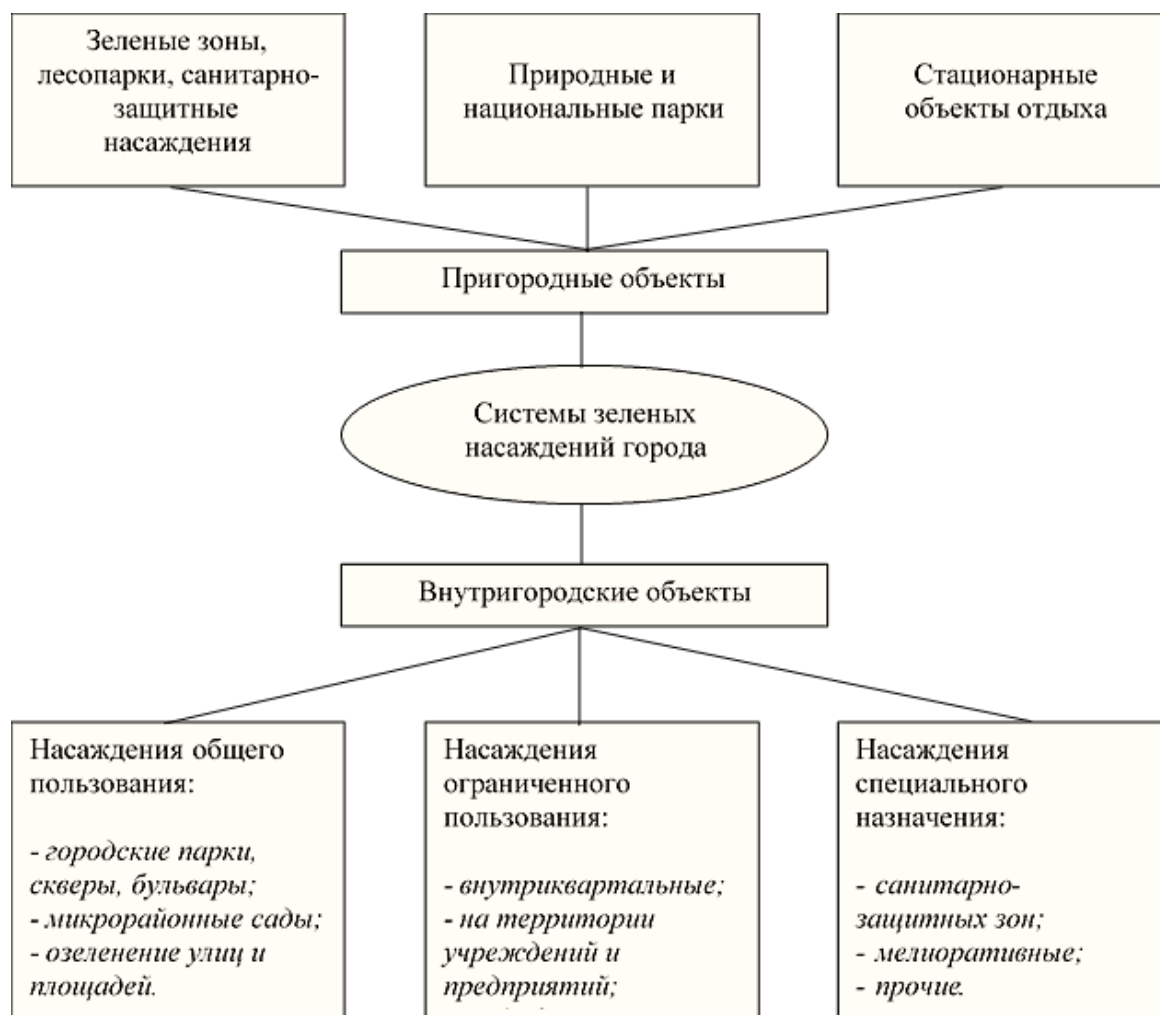 Зеленые зоны,
лесопарки, санитарно-
защитные
насаждения
Природные и
национальные парки
Стационарные
объекты отдыха
Пригородные объекты
Системы зеленых
насаждений города
Внутригородские объекты
Насаждения общего
пользования:
- городские парки,
скверы, бульвары;
- микрорайонные сады;
- озеленение улиц и
площадей.
Насаждения
ограниченного
пользования:
- внутриквартальные;
- на территории
учреждений и
предприятий;
Насаждения
специального
назначения:
- санитарно-
защитных зон;
- мелиоративные;
- прочие.